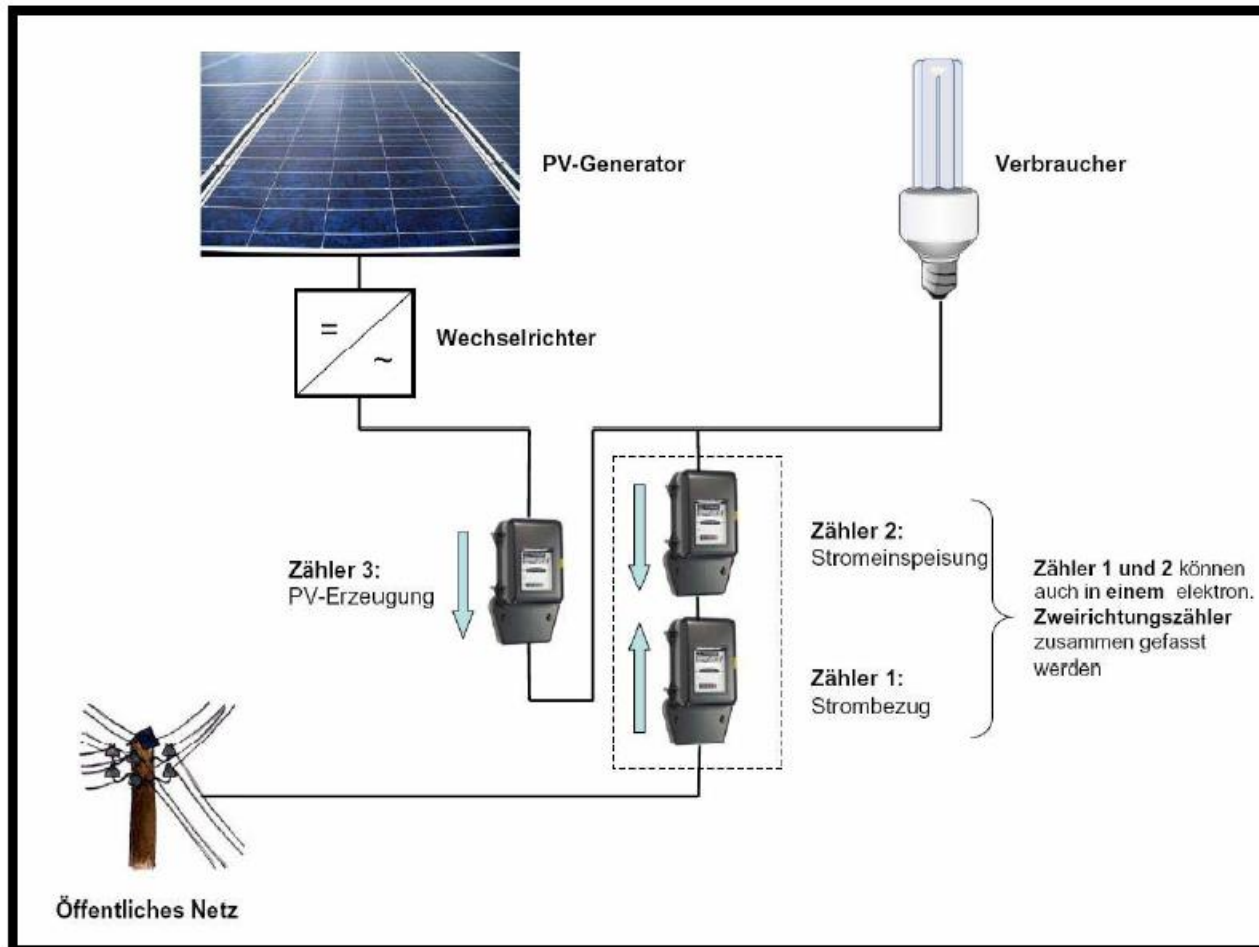 PV-Generator
Verbraucher
=
~
Wechselrichter
Zähler 3:
PV-Erzeugung
Zähler 2:
Stromeinspeisung
Zähler 1:
Strombezug
Zähler 1 und 2 können
auch in einem elektron.
Zweirichtungszähler
zusammen gefasst
werden
Öffentliches Netz